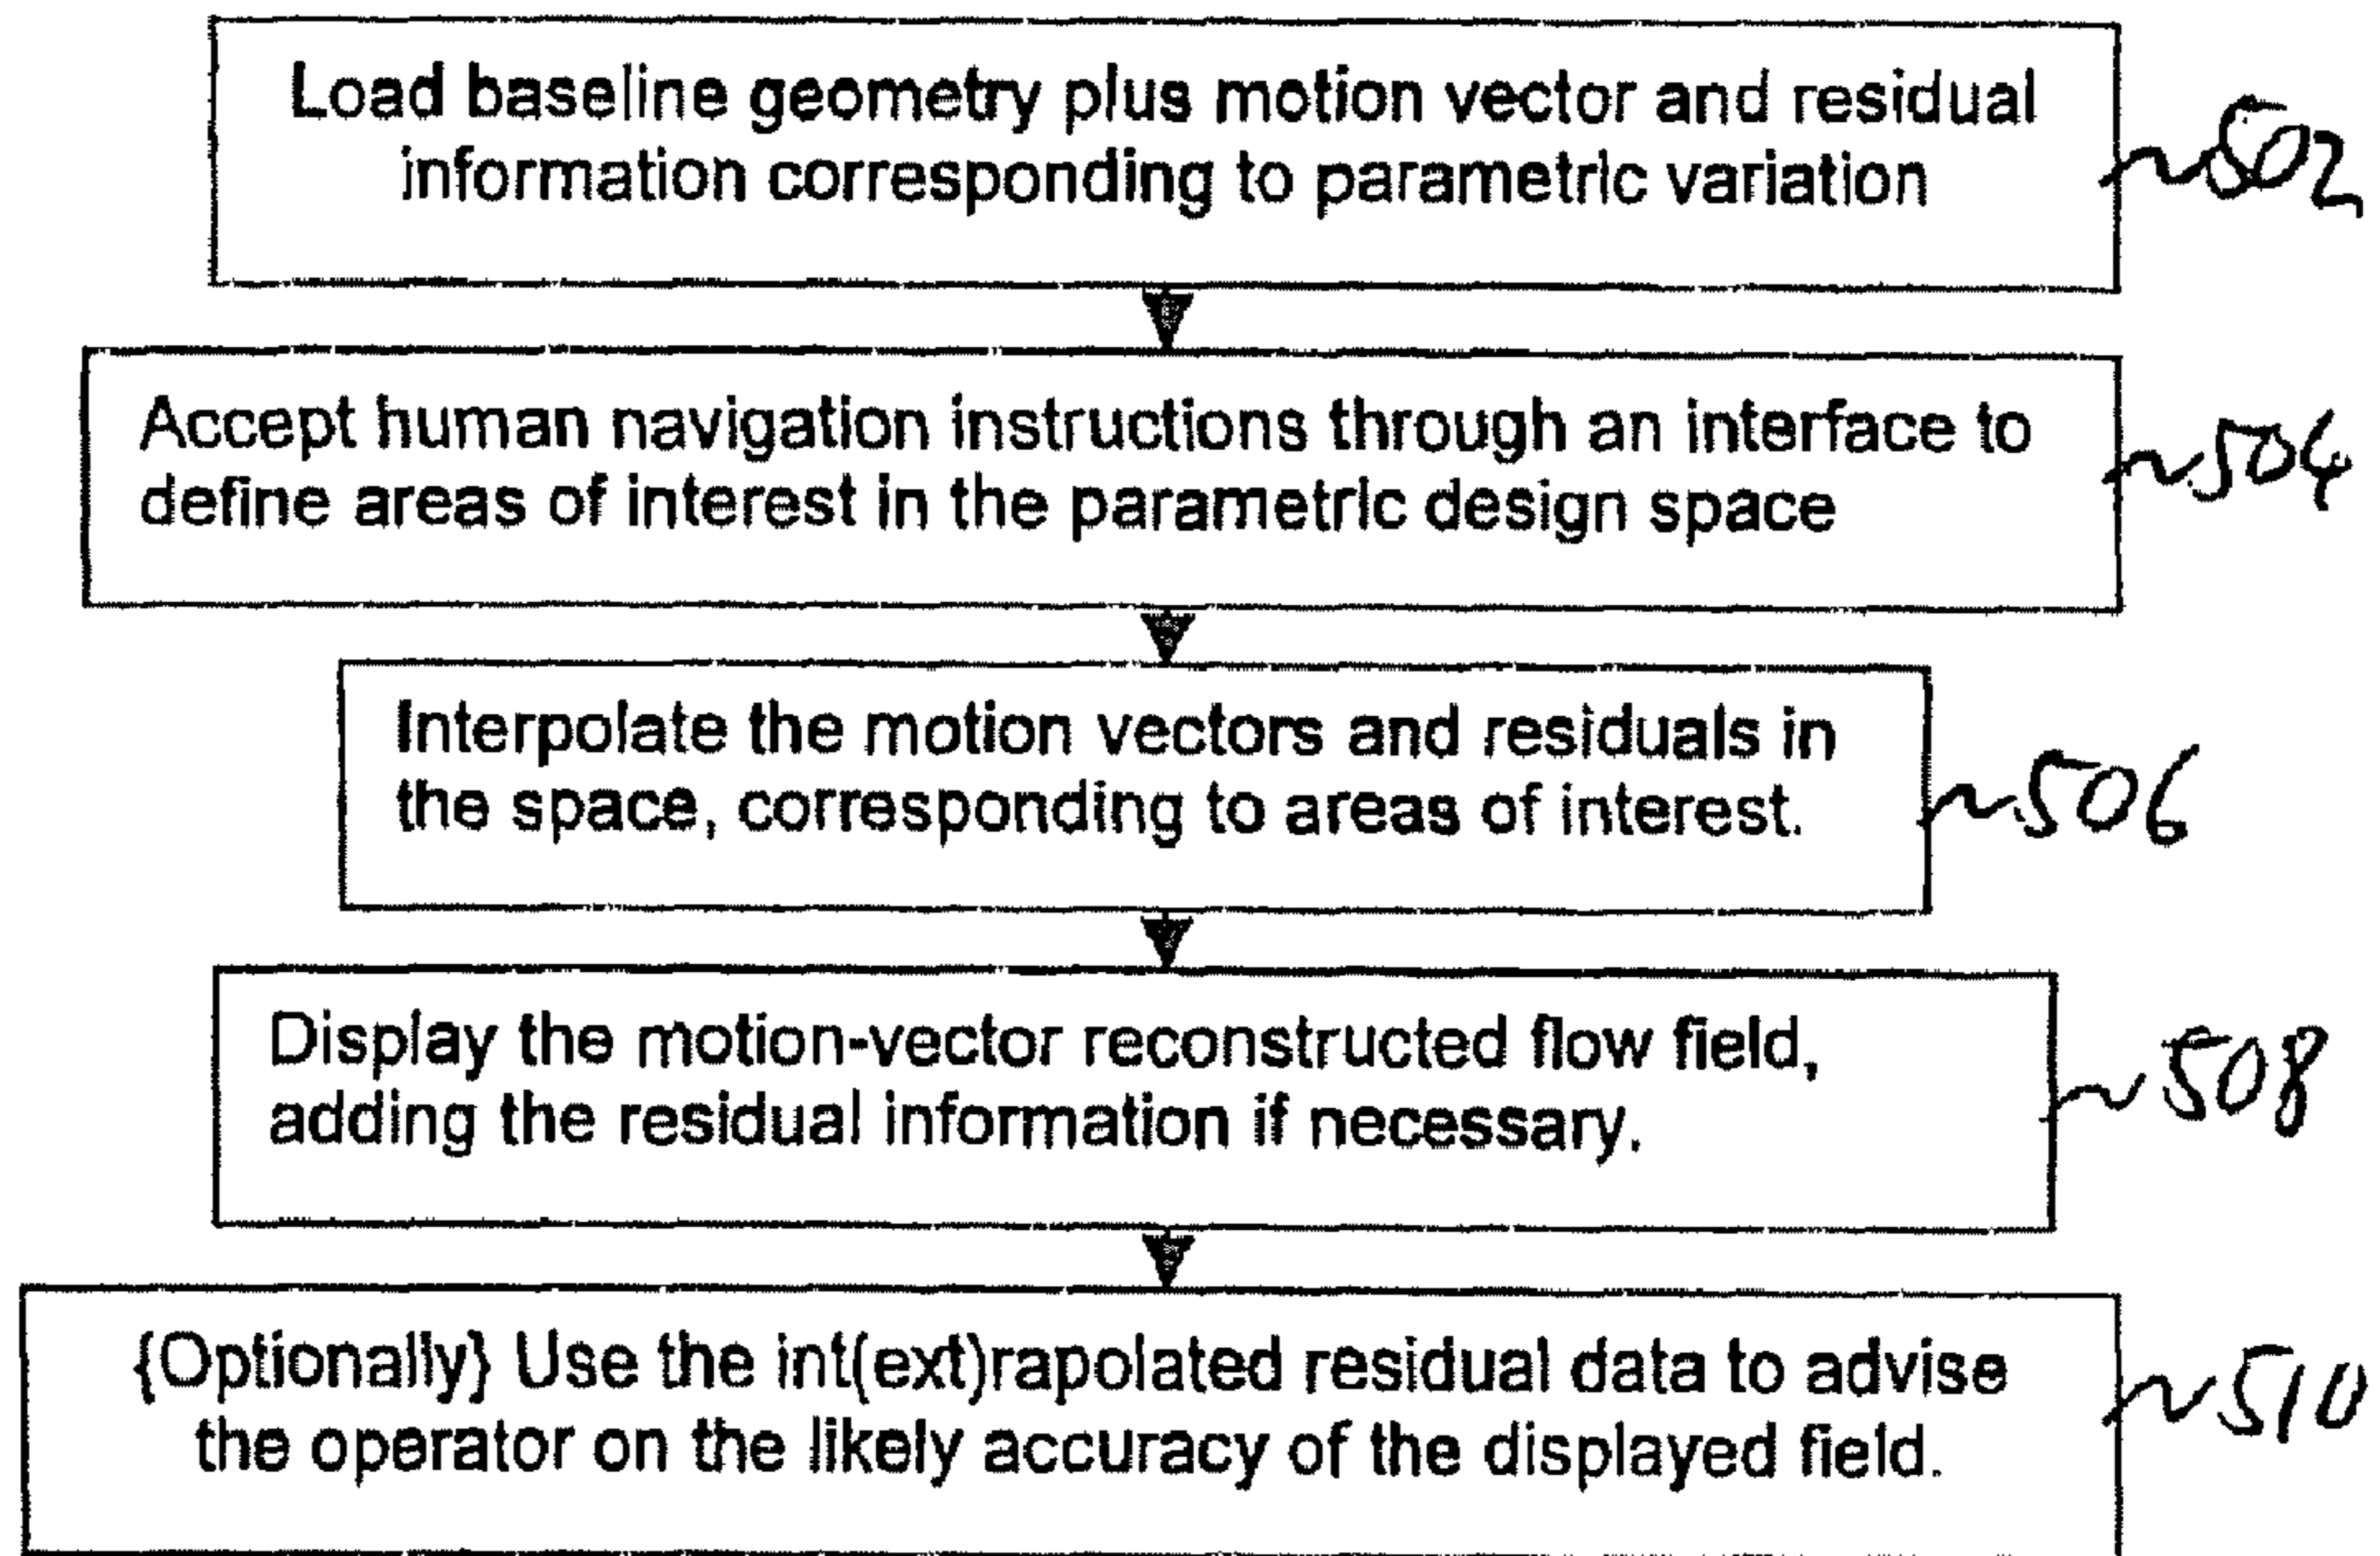 Load baseline geometry plus motion vector and residual
information corresponding to parametric variation
~502
Accept human navigation instructions through an interface to
define areas of interest in the parametric design space
~504
Interpolate the motion vectors and residuals in
the space, corresponding to areas of interest.
~506
Display the motion-vector reconstructed flow field,
adding the residual information if necessary.
~508
{Optionally} Use the int(ext)rapolated residual data to advise
the operator on the likely accuracy of the displayed field.
~510